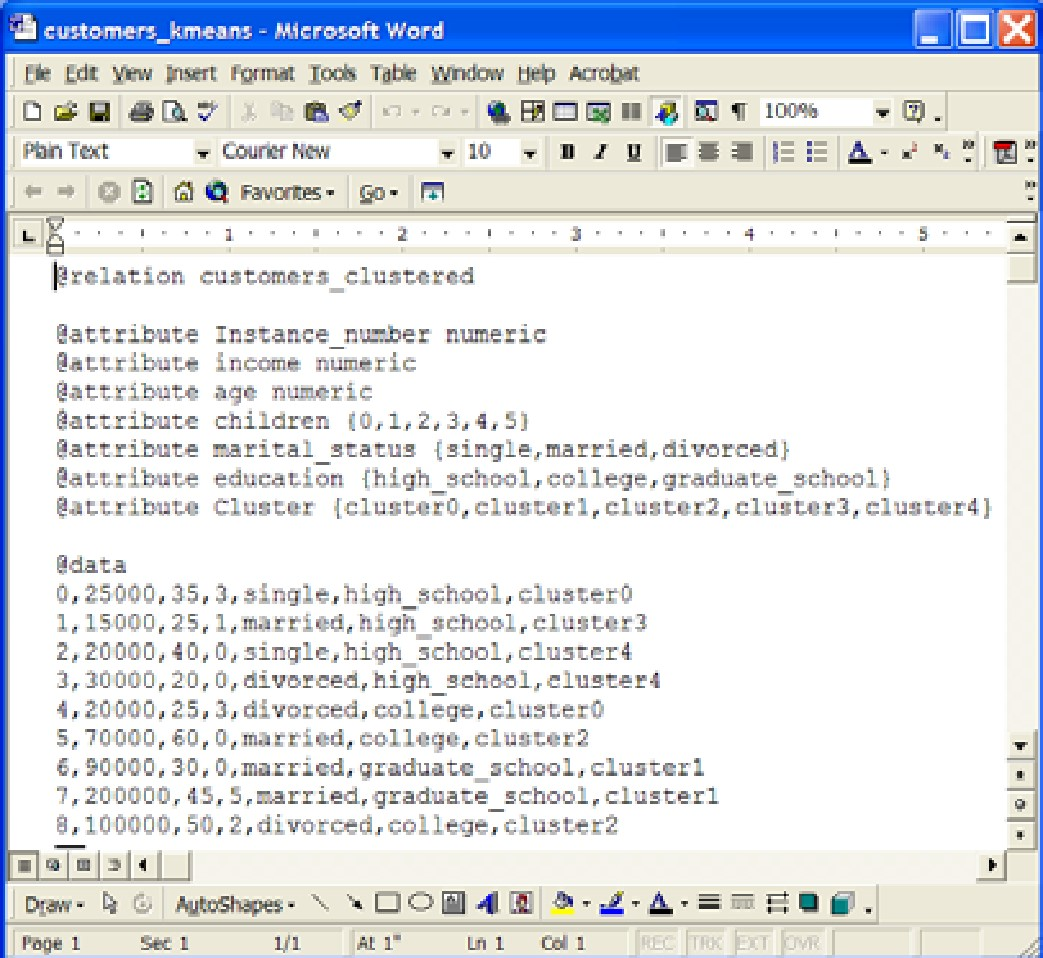 customers_kmeans - Microsoft Word
File Edit View Insert Format Tools Table Window Help Acrobat
100%
Plain Text Courier New 10 B I U A x² x₂
Favorites Go
L 1 2 3 4 5
@relation customers_clustered
@attribute Instance_number numeric
@attribute income numeric
@attribute age numeric
@attribute children {0,1,2,3,4,5}
@attribute marital_status {single,married,divorced}
@attribute education {high_school,college,graduate_school}
@attribute Cluster {cluster0,cluster1,cluster2,cluster3,cluster4}
@data
0,25000,35,3,single,high_school,cluster0
1,15000,25,1,married,high_school,cluster3
2,20000,40,0,single,high_school,cluster4
3,30000,20,0,divorced,high_school,cluster4
4,20000,25,3,divorced,college,cluster0
5,70000,60,0,married,college,cluster2
6,90000,30,0,married,graduate_school,cluster1
7,200000,45,5,married,graduate_school,cluster1
8,100000,50,2,divorced,college,cluster2
Draw AutoShapes A
Page 1 Sec 1 1/1 At 1" Ln 1 Col 1 REC TRK EXT OVR